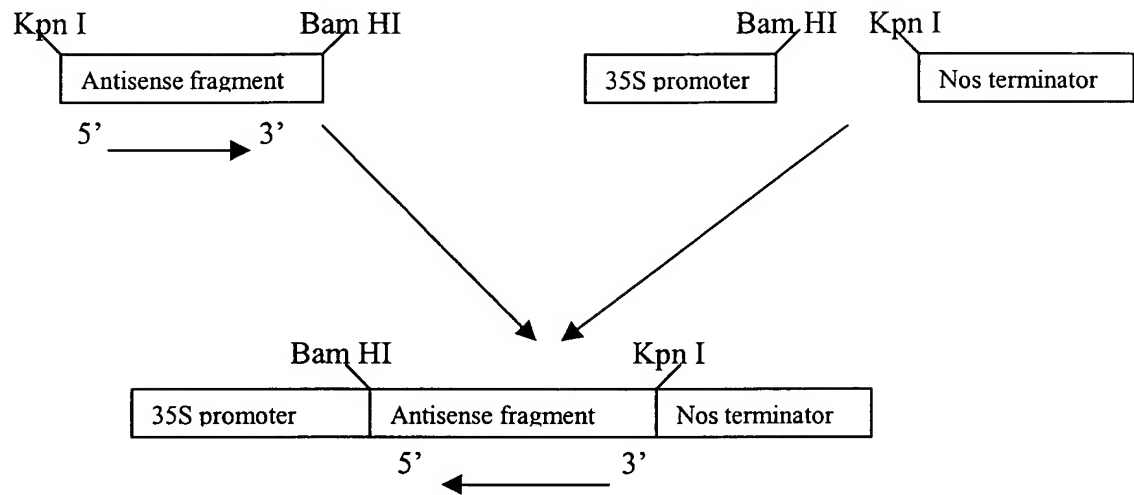 Kpn I
Bam HI
Antisense fragment
5’ 3’
Bam HI
Kpn I
35S promoter
Nos terminator
Bam HI
Kpn I
35S promoter
Antisense fragment
Nos terminator
5’ 3’